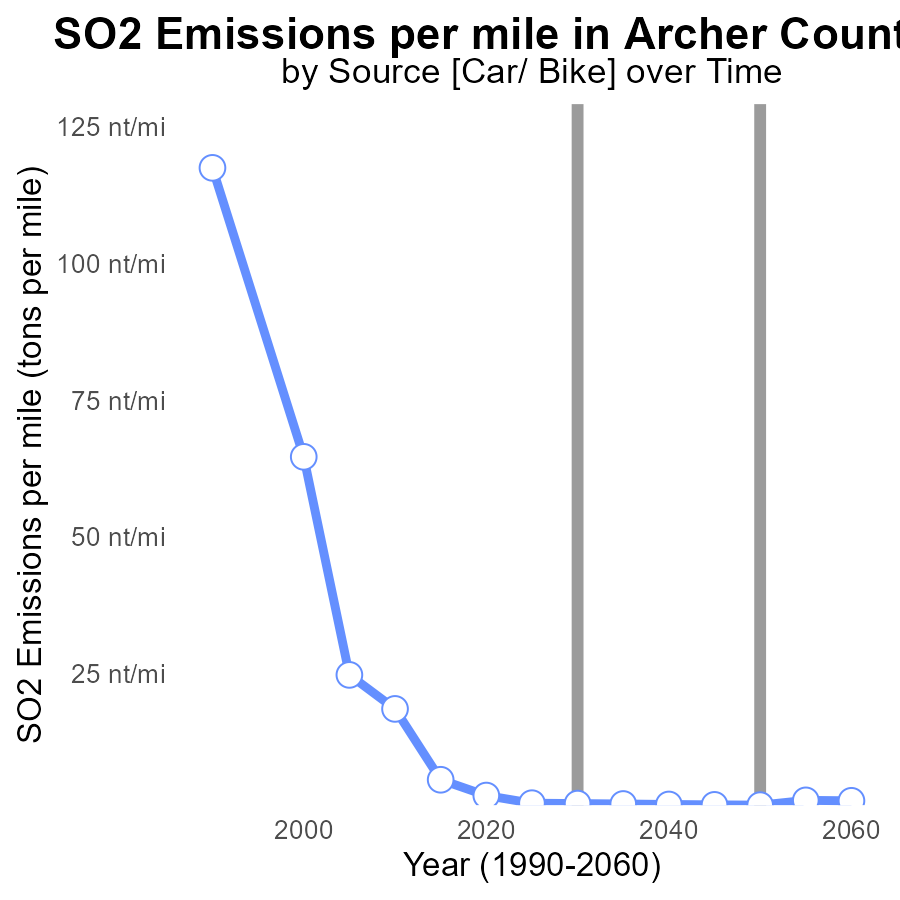 SO2 Emissions per mile in Archer Count
by Source [Car/ Bike] over Time
SO2 Emissions per mile (tons per mile)
125 nt/mi
100 nt/mi
75 nt/mi
50 nt/mi
25 nt/mi
2000 2020 2040 2060
Year (1990-2060)